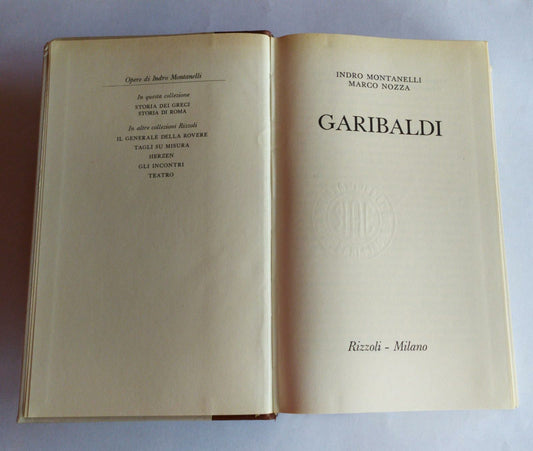 Opere di Indro Montanelli
In questa collezione
STORIA DEI GRECI
STORIA DI ROMA
In altre collezioni Rizzoli
IL GENERALE DELLA ROVERE
TAGLI SU MISURA
HERZEN
GLI INCONTRI
TEATRO
INDRO MONTANELLI
MARCO NOZZA
GARIBALDI
Rizzoli - Milano